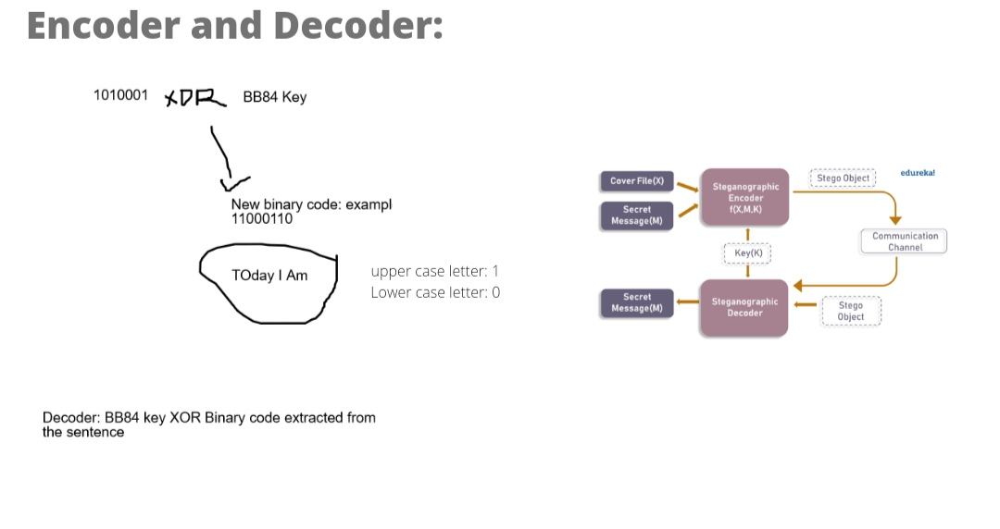 Encoder and Decoder:
1010001 XOR BB84 Key
New binary code: exampl
11000110
TOday I Am
upper case letter: 1
Lower case letter: 0
Decoder: BB84 key XOR Binary code extracted from
the sentence
Cover File(X)
Secret
Message(M)
Steganographic
Encoder
f(X,M,K)
Stego Object
edureka!
Communication
Channel
Key(K)
Secret
Message(M)
Steganographic
Decoder
Stego
Object